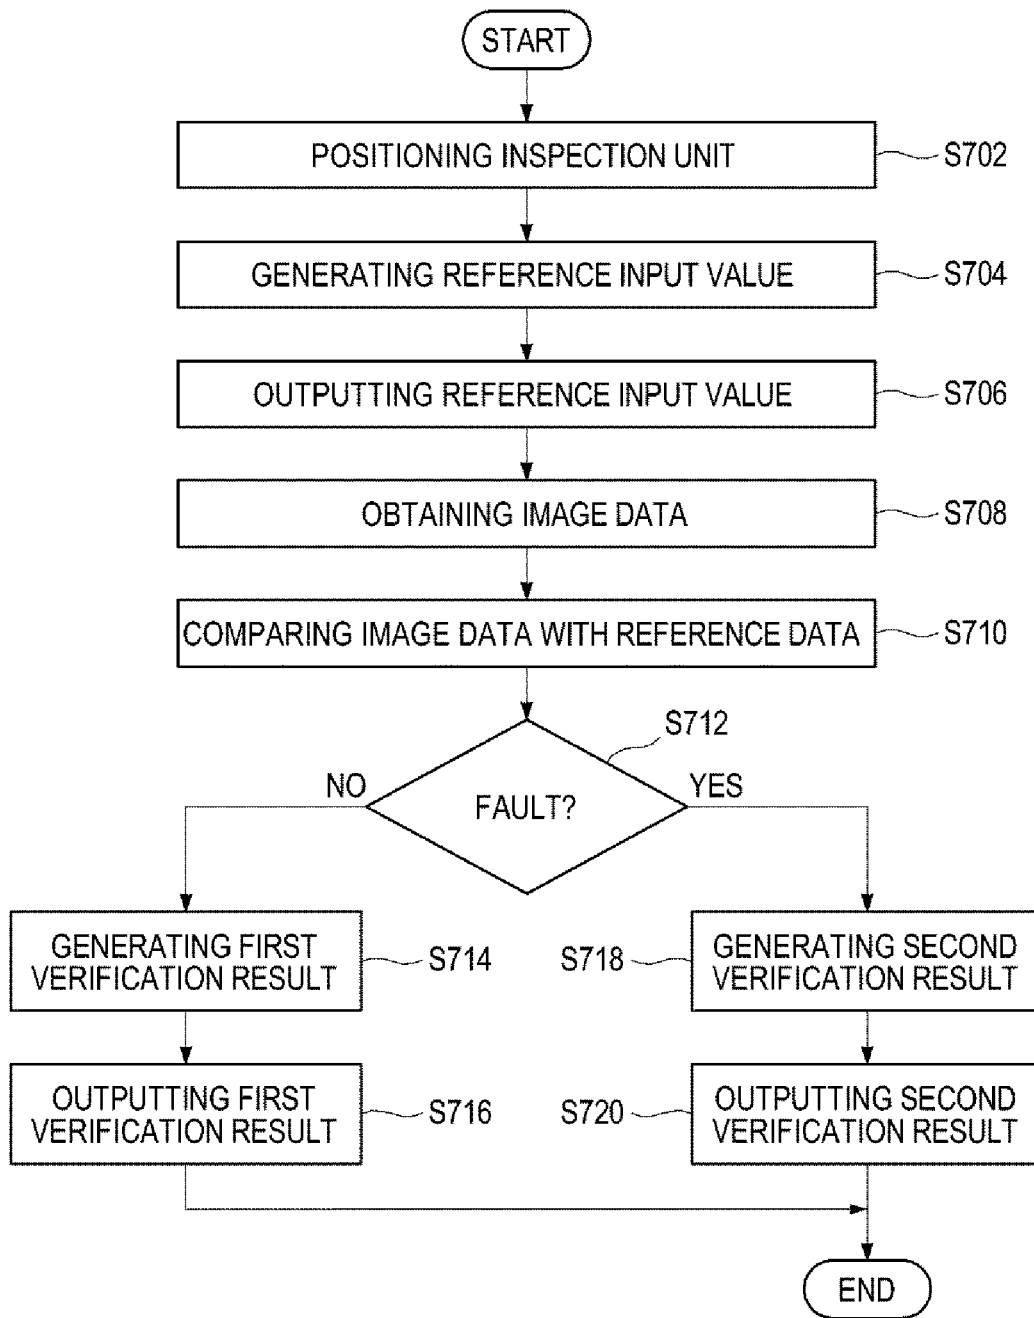 START
POSITIONING INSPECTION UNIT
S702
GENERATING REFERENCE INPUT VALUE
S704
OUTPUTTING REFERENCE INPUT VALUE
S706
OBTAINING IMAGE DATA
S708
COMPARING IMAGE DATA WITH REFERENCE DATA
S710
S712
NO
FAULT?
YES
GENERATING FIRST
VERIFICATION RESULT
S714
S718
GENERATING SECOND
VERIFICATION RESULT
OUTPUTTING FIRST
VERIFICATION RESULT
S716
S720
OUTPUTTING SECOND
VERIFICATION RESULT
END